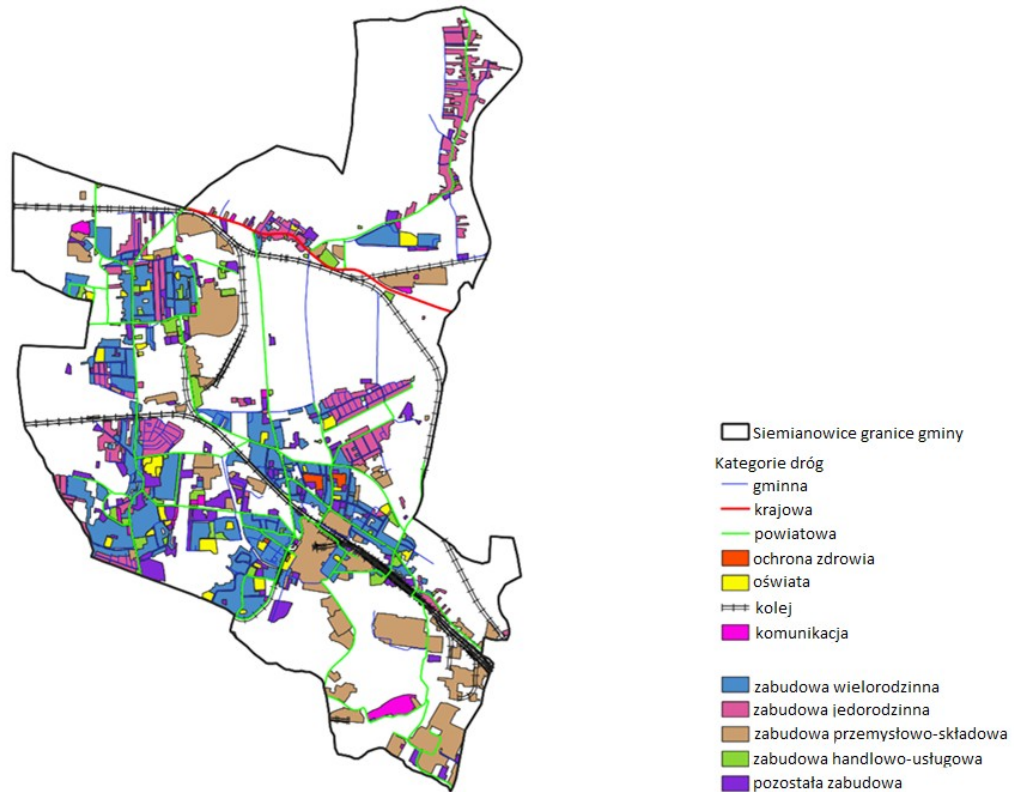 Siemianowice granice gminy
Kategorie dróg
gminna
krajowa
powiatowa
ochrona zdrowia
oświata
kolej
komunikacja
zabudowa wielorodzinna
zabudowa jedorodzinna
zabudowa przemysłowo-składowa
zabudowa handlowo-usługowa
pozostała zabudowa